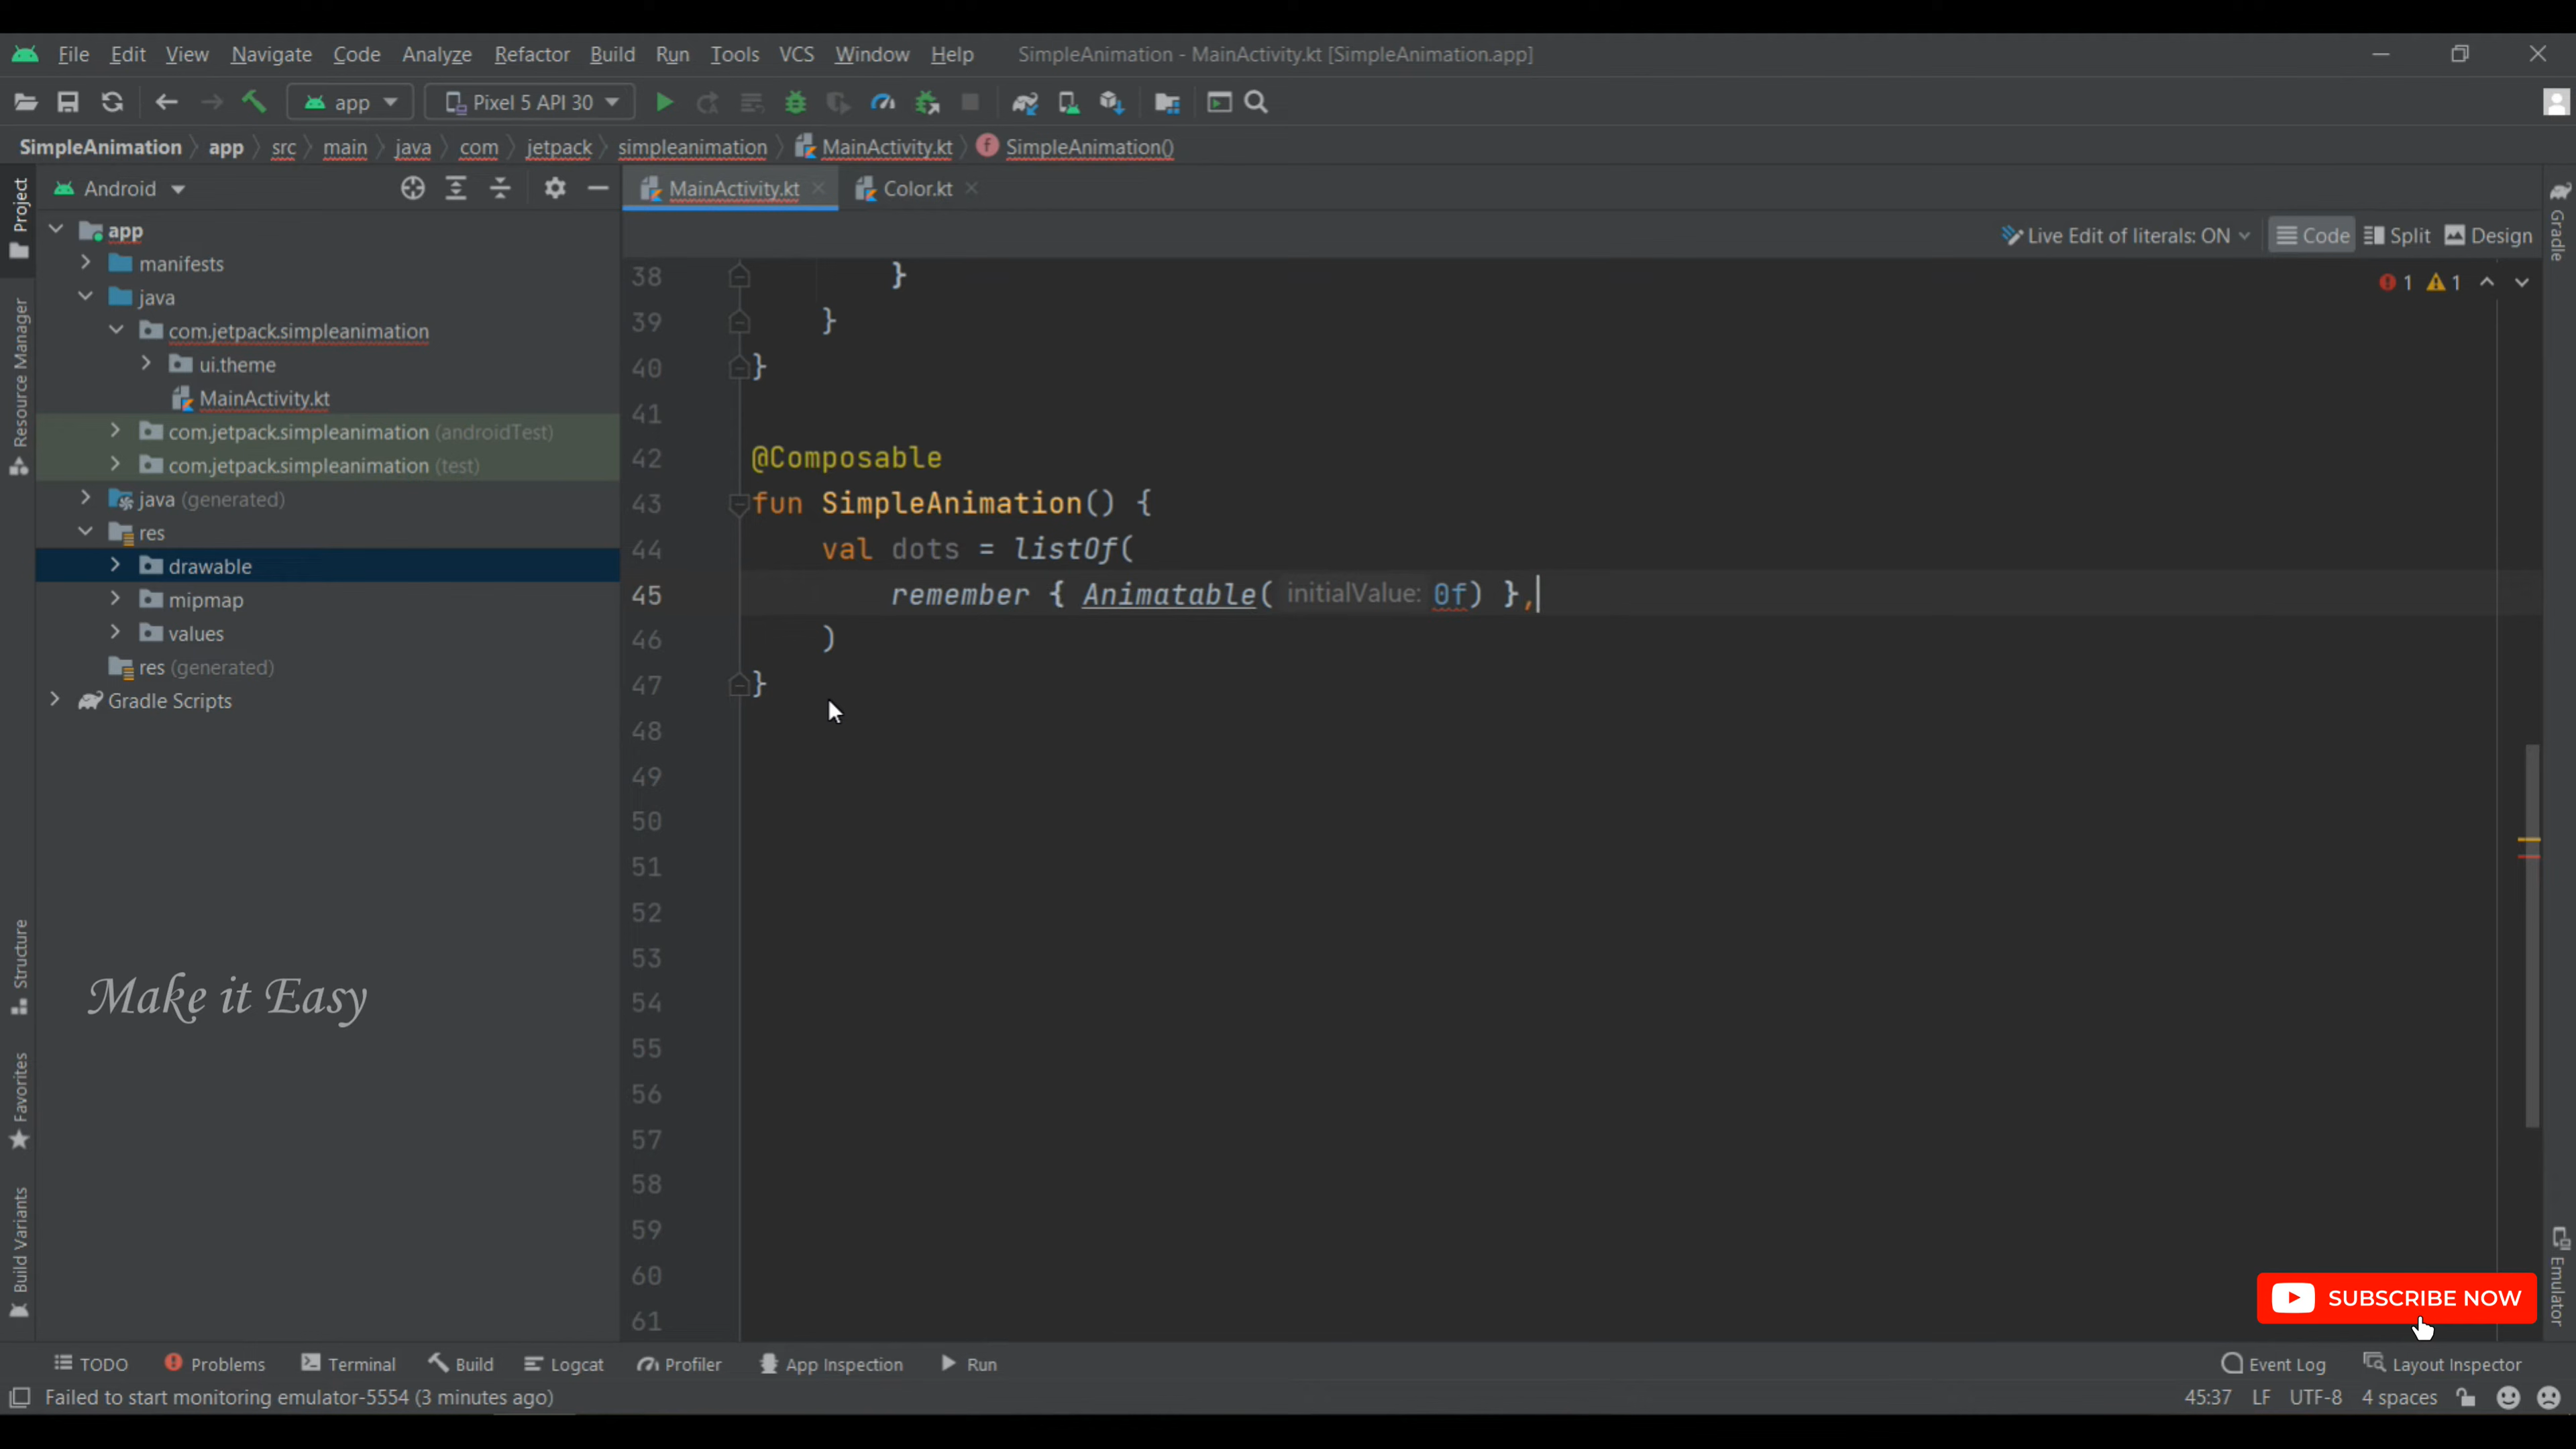 File Edit View Navigate Code Analyze Refactor Build Run Tools VCS Window Help SimpleAnimation - MainActivity.kt [SimpleAnimation.app]
app Pixel 5 API 30
SimpleAnimation app src main java com jetpack simpleanimation MainActivity.kt SimpleAnimation()
Project
Android
MainActivity.kt
Color.kt
Gradle
Live Edit of literals: ON Code Split Design
app
manifests
java
com.jetpack.simpleanimation
ui.theme
MainActivity.kt
com.jetpack.simpleanimation (androidTest)
com.jetpack.simpleanimation (test)
java (generated)
res
drawable
mipmap
values
res (generated)
Gradle Scripts
Resource Manager
Structure
Favorites
Build Variants
Make it Easy
1 1
38 }
39 }
40 }
41
42 @Composable
43 fun SimpleAnimation() {
44 val dots = listOf(
45 remember { Animatable( initialValue: 0f) },
46 )
47 }
48
49
50
51
52
53
54
55
56
57
58
59
60
61
SUBSCRIBE NOW
Emulator
TODO Problems Terminal Build Logcat Profiler App Inspection Run Event Log Layout Inspector
Failed to start monitoring emulator-5554 (3 minutes ago) 45:37 LF UTF-8 4 spaces